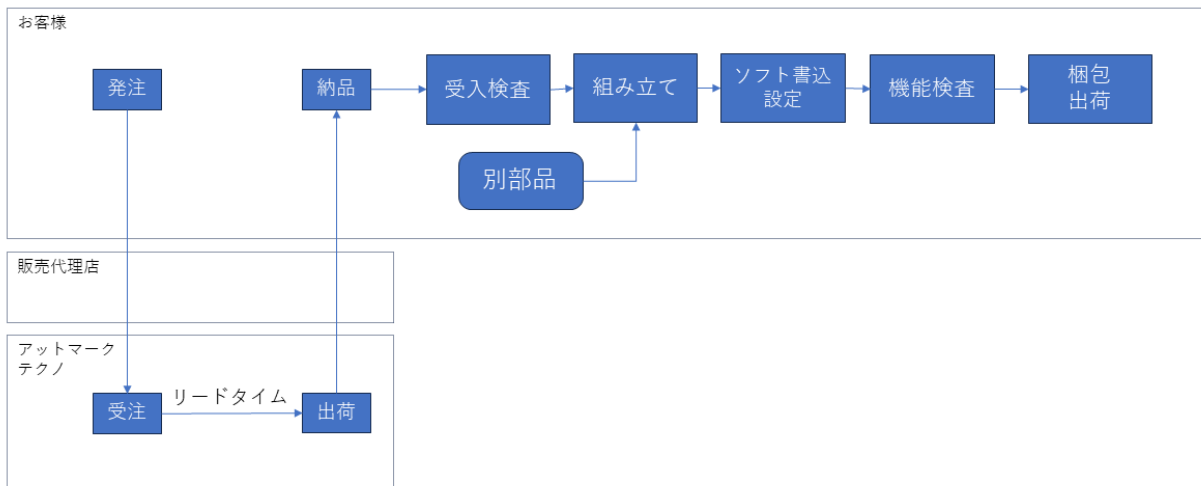 お客様
発注
納品
受入検査
組み立て
ソフト書込
設定
機能検査
梱包
出荷
別部品
販売代理店
アットマーク
テクノ
受注
リードタイム
出荷